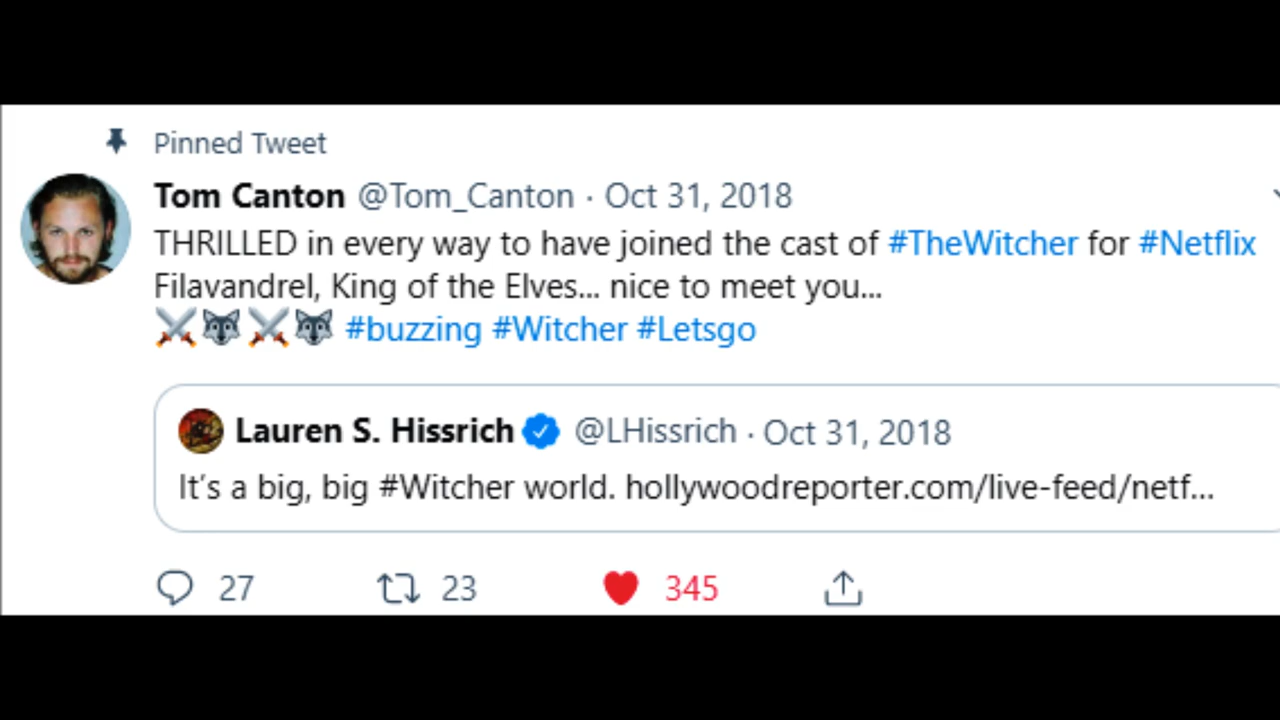 Pinned Tweet
Tom Canton @Tom_Canton · Oct 31, 2018
THRILLED in every way to have joined the cast of #TheWitcher for #Netflix
Filavandrel, King of the Elves... nice to meet you...
⚔️🐺⚔️🐺 #buzzing #Witcher #Letsgo
Lauren S. Hissrich @LHissrich · Oct 31, 2018
It's a big, big #Witcher world. hollywoodreporter.com/live-feed/netf...
27 23 345